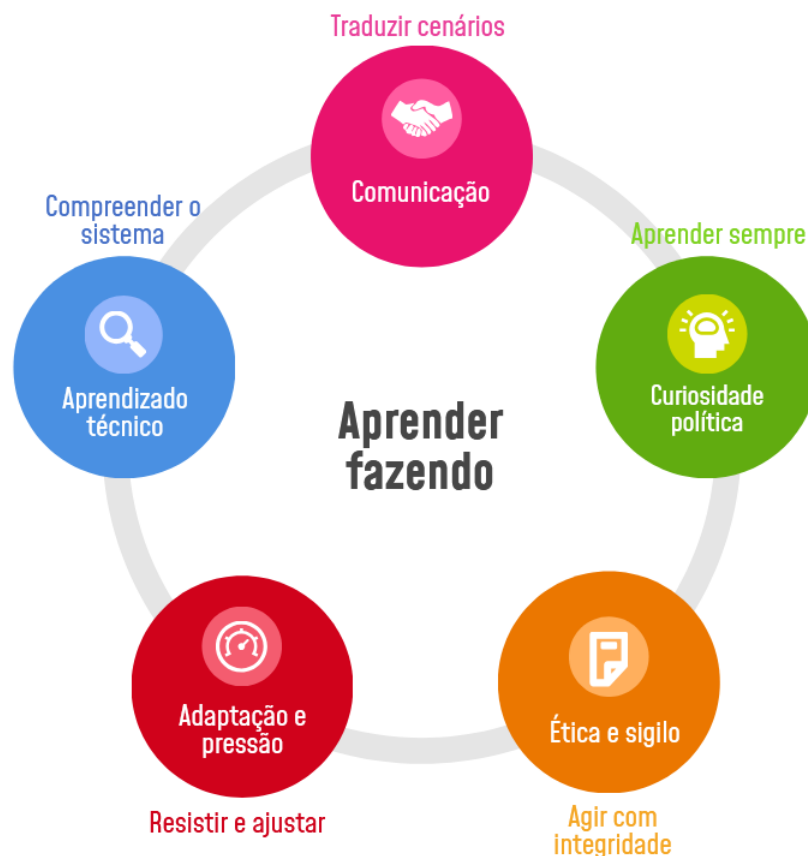 Traduzir cenários
Comunicação
Aprender sempre
Curiosidade
política
Ética e sigilo
Agir com
integridade
Adaptação e
pressão
Resistir e ajustar
Compreender o
sistema
Aprendizado
técnico
Aprender
fazendo